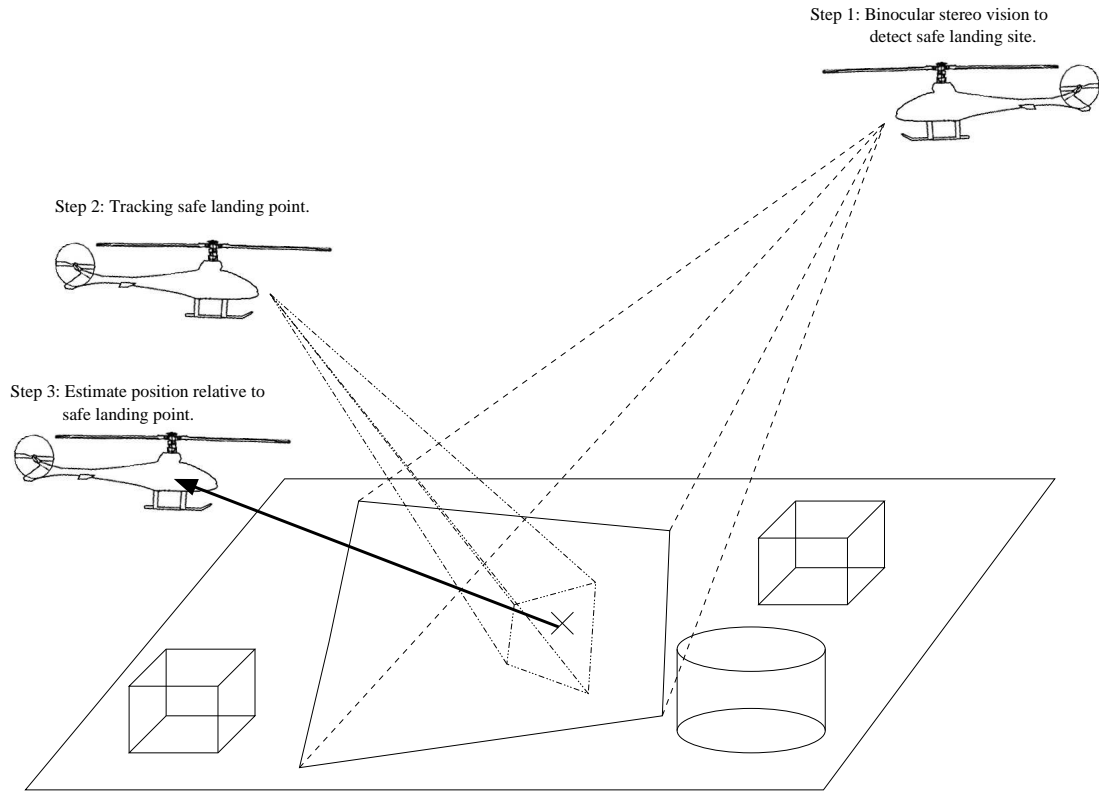 Step 1: Binocular stereo vision to
detect safe landing site.
Step 2: Tracking safe landing point.
Step 3: Estimate position relative to
safe landing point.